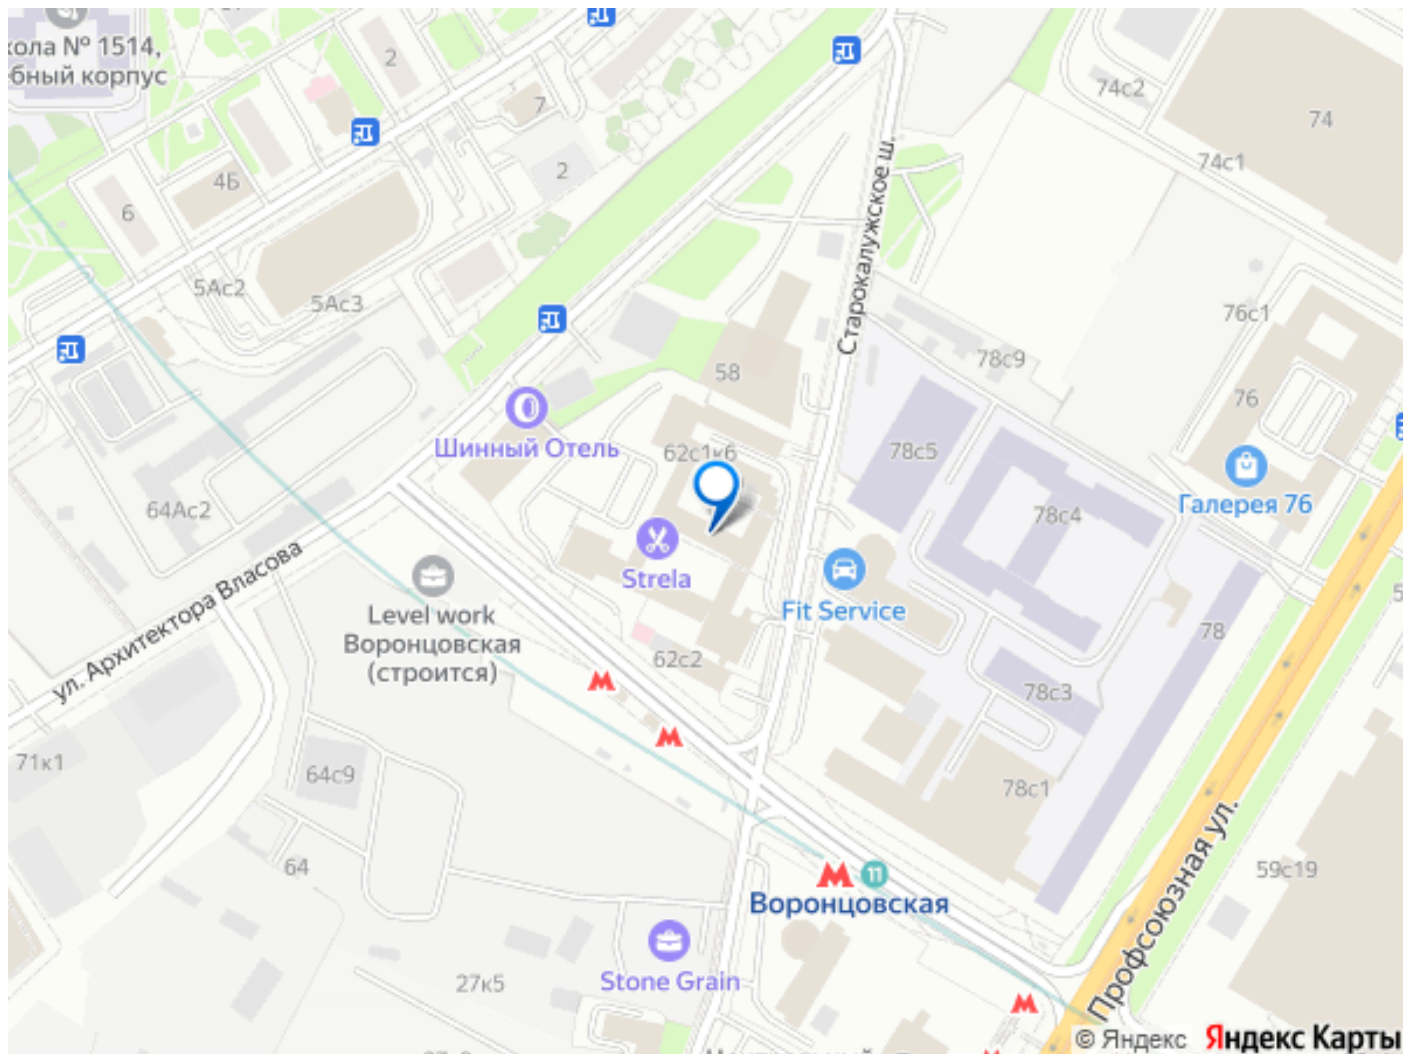 кола № 1514,
бный корпус
2
7
2
4Б
6
5Ас2
5Ас3
74с2
74
74с1
Старокалужское ш.
76с1
78с9
76
58
Шинный Отель
62с1к6
78с5
Галерея 76
64Ас2
78с4
ул. Архитектора Власова
Strela
Level work
Воронцовская
(строится)
Fit Service
78
62с2
78с3
71к1
64с9
78с1
64
11
Воронцовская
59с19
Профсоюзная ул.
Stone Grain
27к5
© Яндекс Яндекс Карты